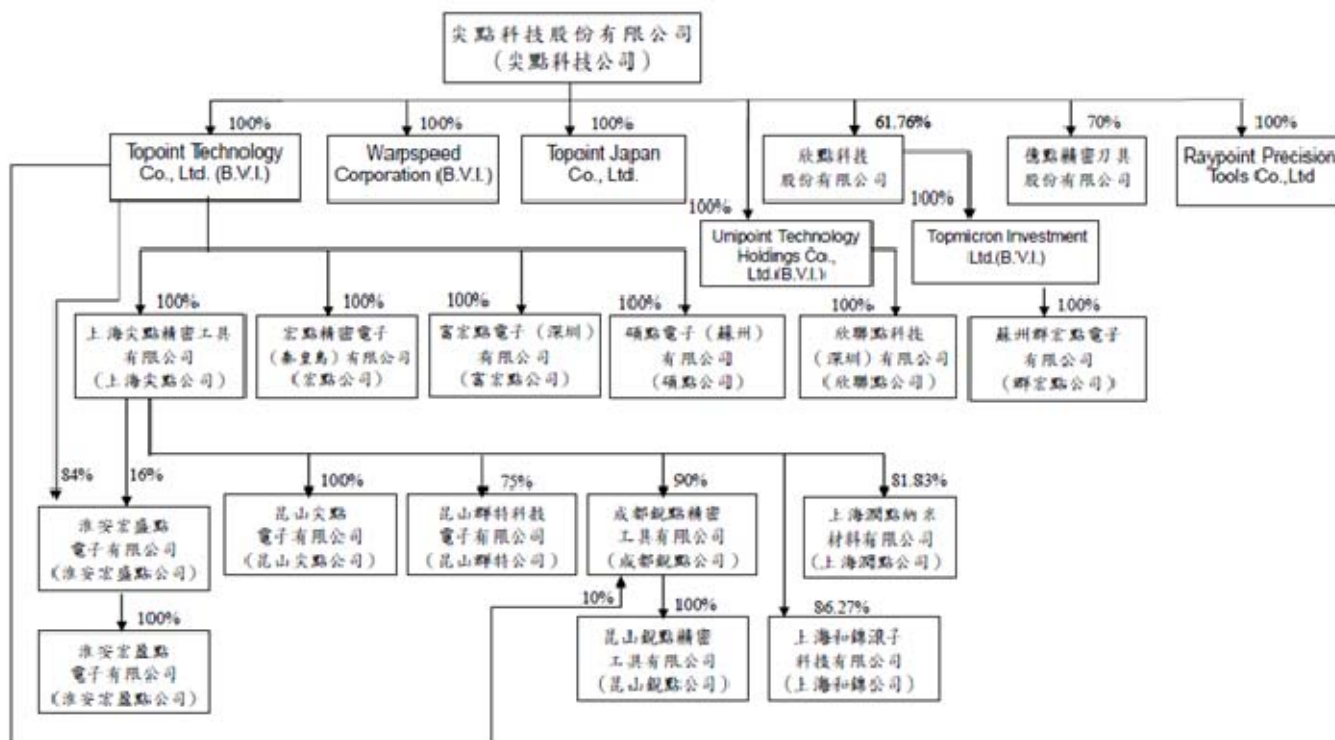 尖點科技股份有限公司
(尖點科技公司)
100%
100%
100%
61.76%
70%
100%
Topoint Technology
Co., Ltd. (B.V.I.)
Warpspeed
Corporation (B.V.I.)
Topoint Japan
Co., Ltd.
欣點科技
股份有限公司
億點精密刀具
股份有限公司
Raypoint Precision
Tools Co.,Ltd
100%
100%
Unipoint Technology
Holdings Co.,
Ltd.(B.V.I.)
Topmicron Investment
Ltd.(B.V.I.)
100%
100%
100%
100%
100%
100%
上海尖點精密工具
有限公司
(上海尖點公司)
宏點精密電子
(秦皇島)有限公司
(宏點公司)
富宏點電子(深圳)
有限公司
(富宏點公司)
碩點電子(蘇州)
有限公司
(碩點公司)
欣聯點科技
(深圳)有限公司
(欣聯點公司)
蘇州群宏點電子
有限公司
(群宏點公司)
84%
16%
100%
75%
90%
81.83%
淮安宏盛點
電子有限公司
(淮安宏盛點公司)
昆山尖點
電子有限公司
(昆山尖點公司)
昆山群特科技
電子有限公司
(昆山群特公司)
成都銳點精密
工具有限公司
(成都銳點公司)
上海潤點納米
材料有限公司
(上海潤點公司)
100%
10%
100%
86.27%
淮安宏盈點
電子有限公司
(淮安宏盈點公司)
昆山銳點精密
工具有限公司
(昆山銳點公司)
上海和錦滾子
科技有限公司
(上海和錦公司)